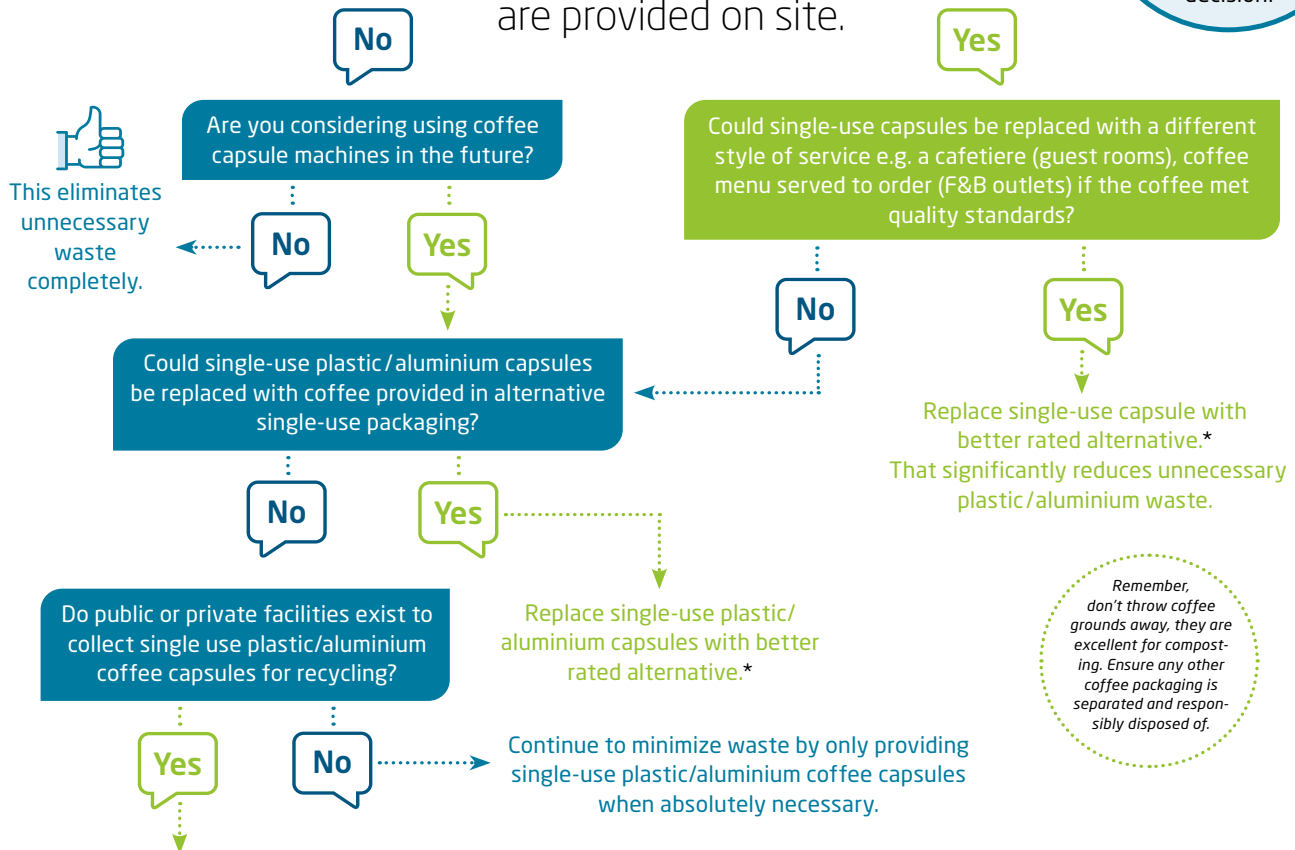 are provided on site.
decision.
No
Yes
Are you considering using coffee
capsule machines in the future?
Could single-use capsules be replaced with a different
style of service e.g. a cafetiere (guest rooms), coffee
menu served to order (F&B outlets) if the coffee met
quality standards?
This eliminates
unnecessary
waste
completely.
No
Yes
No
Yes
Could single-use plastic/aluminium capsules
be replaced with coffee provided in alternative
single-use packaging?
Replace single-use capsule with
better rated alternative.*
That significantly reduces unnecessary
plastic/aluminium waste.
No
Yes
Do public or private facilities exist to
collect single use plastic/aluminium
coffee capsules for recycling?
Replace single-use plastic/
aluminium capsules with better
rated alternative.*
Remember,
don't throw coffee
grounds away, they are
excellent for compost-
ing. Ensure any other
coffee packaging is
separated and respon-
sibly disposed of.
Yes
No
Continue to minimize waste by only providing
single-use plastic/aluminium coffee capsules
when absolutely necessary.